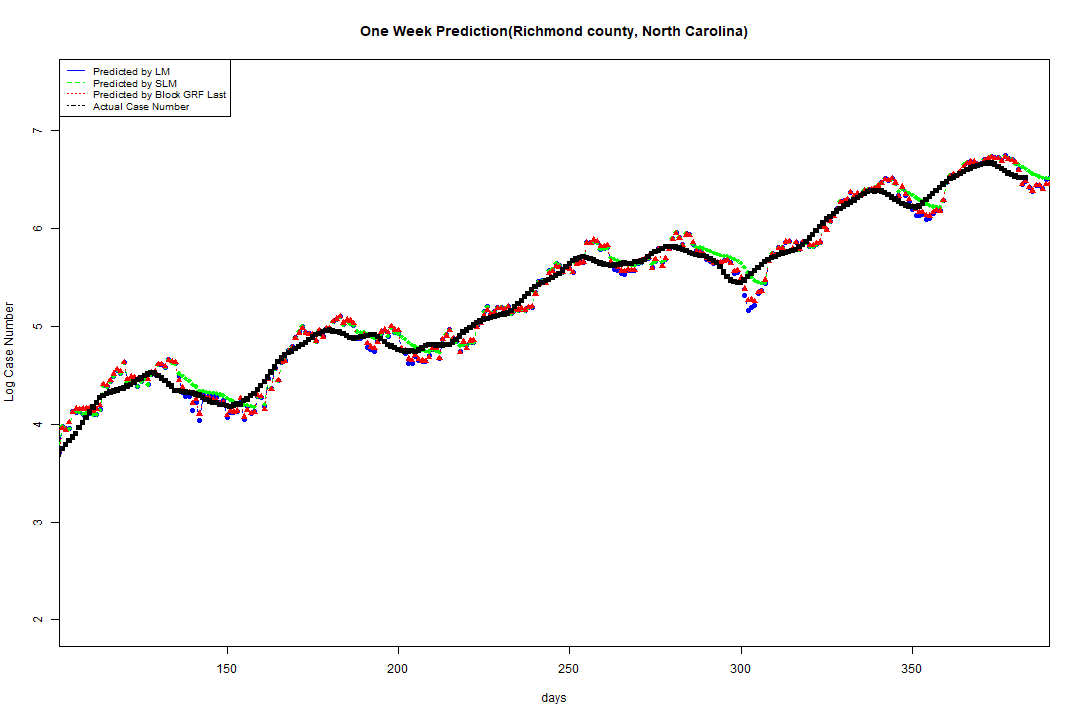 One Week Prediction(Richmond county, North Carolina)
Predicted by LM
Predicted by SLM
Predicted by Block GRF Last
Actual Case Number
7
6
5
4
3
2
Log Case Number
150
200
250
300
350
days